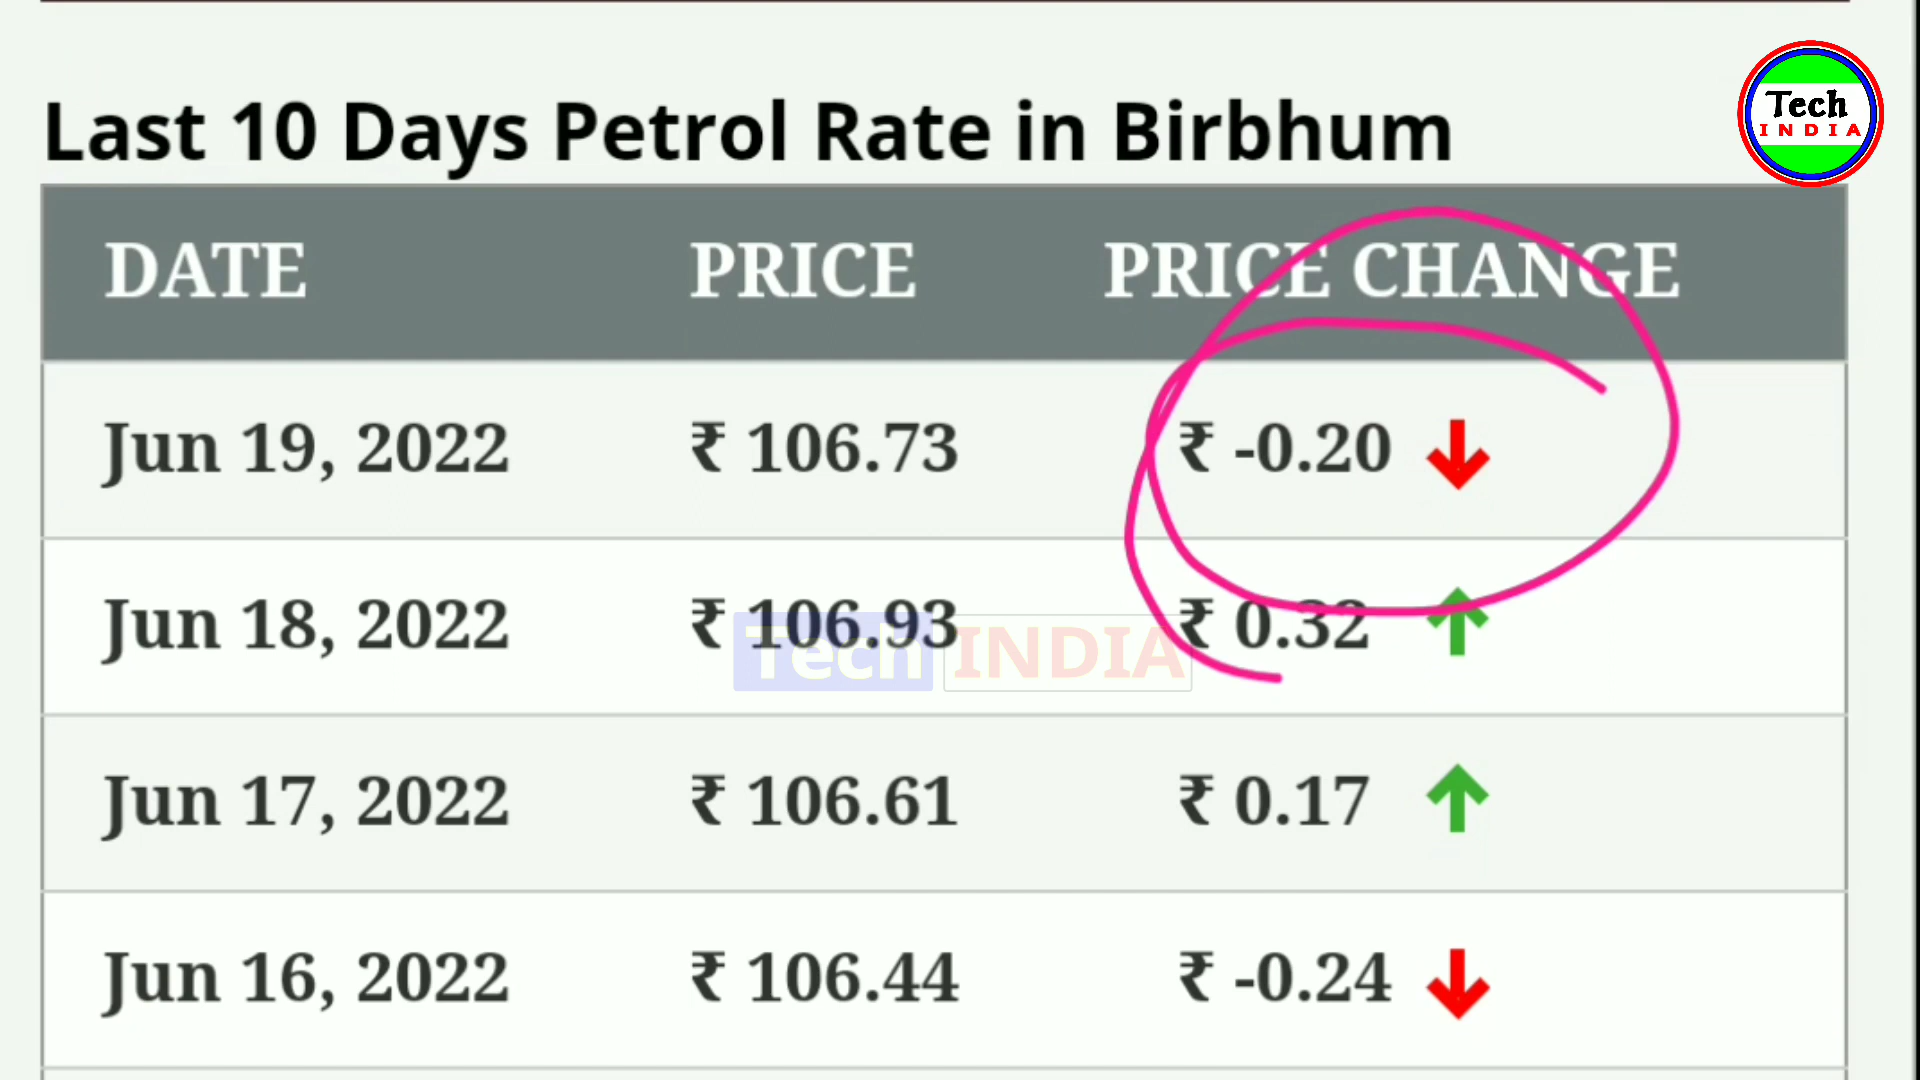 Tech
INDIA
Last 10 Days Petrol Rate in Birbhum
DATE PRICE PRICE CHANGE
Jun 19, 2022 ₹ 106.73 ₹ -0.20
Jun 18, 2022 ₹ 106.93 ₹ 0.32
Tech INDIA
Jun 17, 2022 ₹ 106.61 ₹ 0.17
Jun 16, 2022 ₹ 106.44 ₹ -0.24